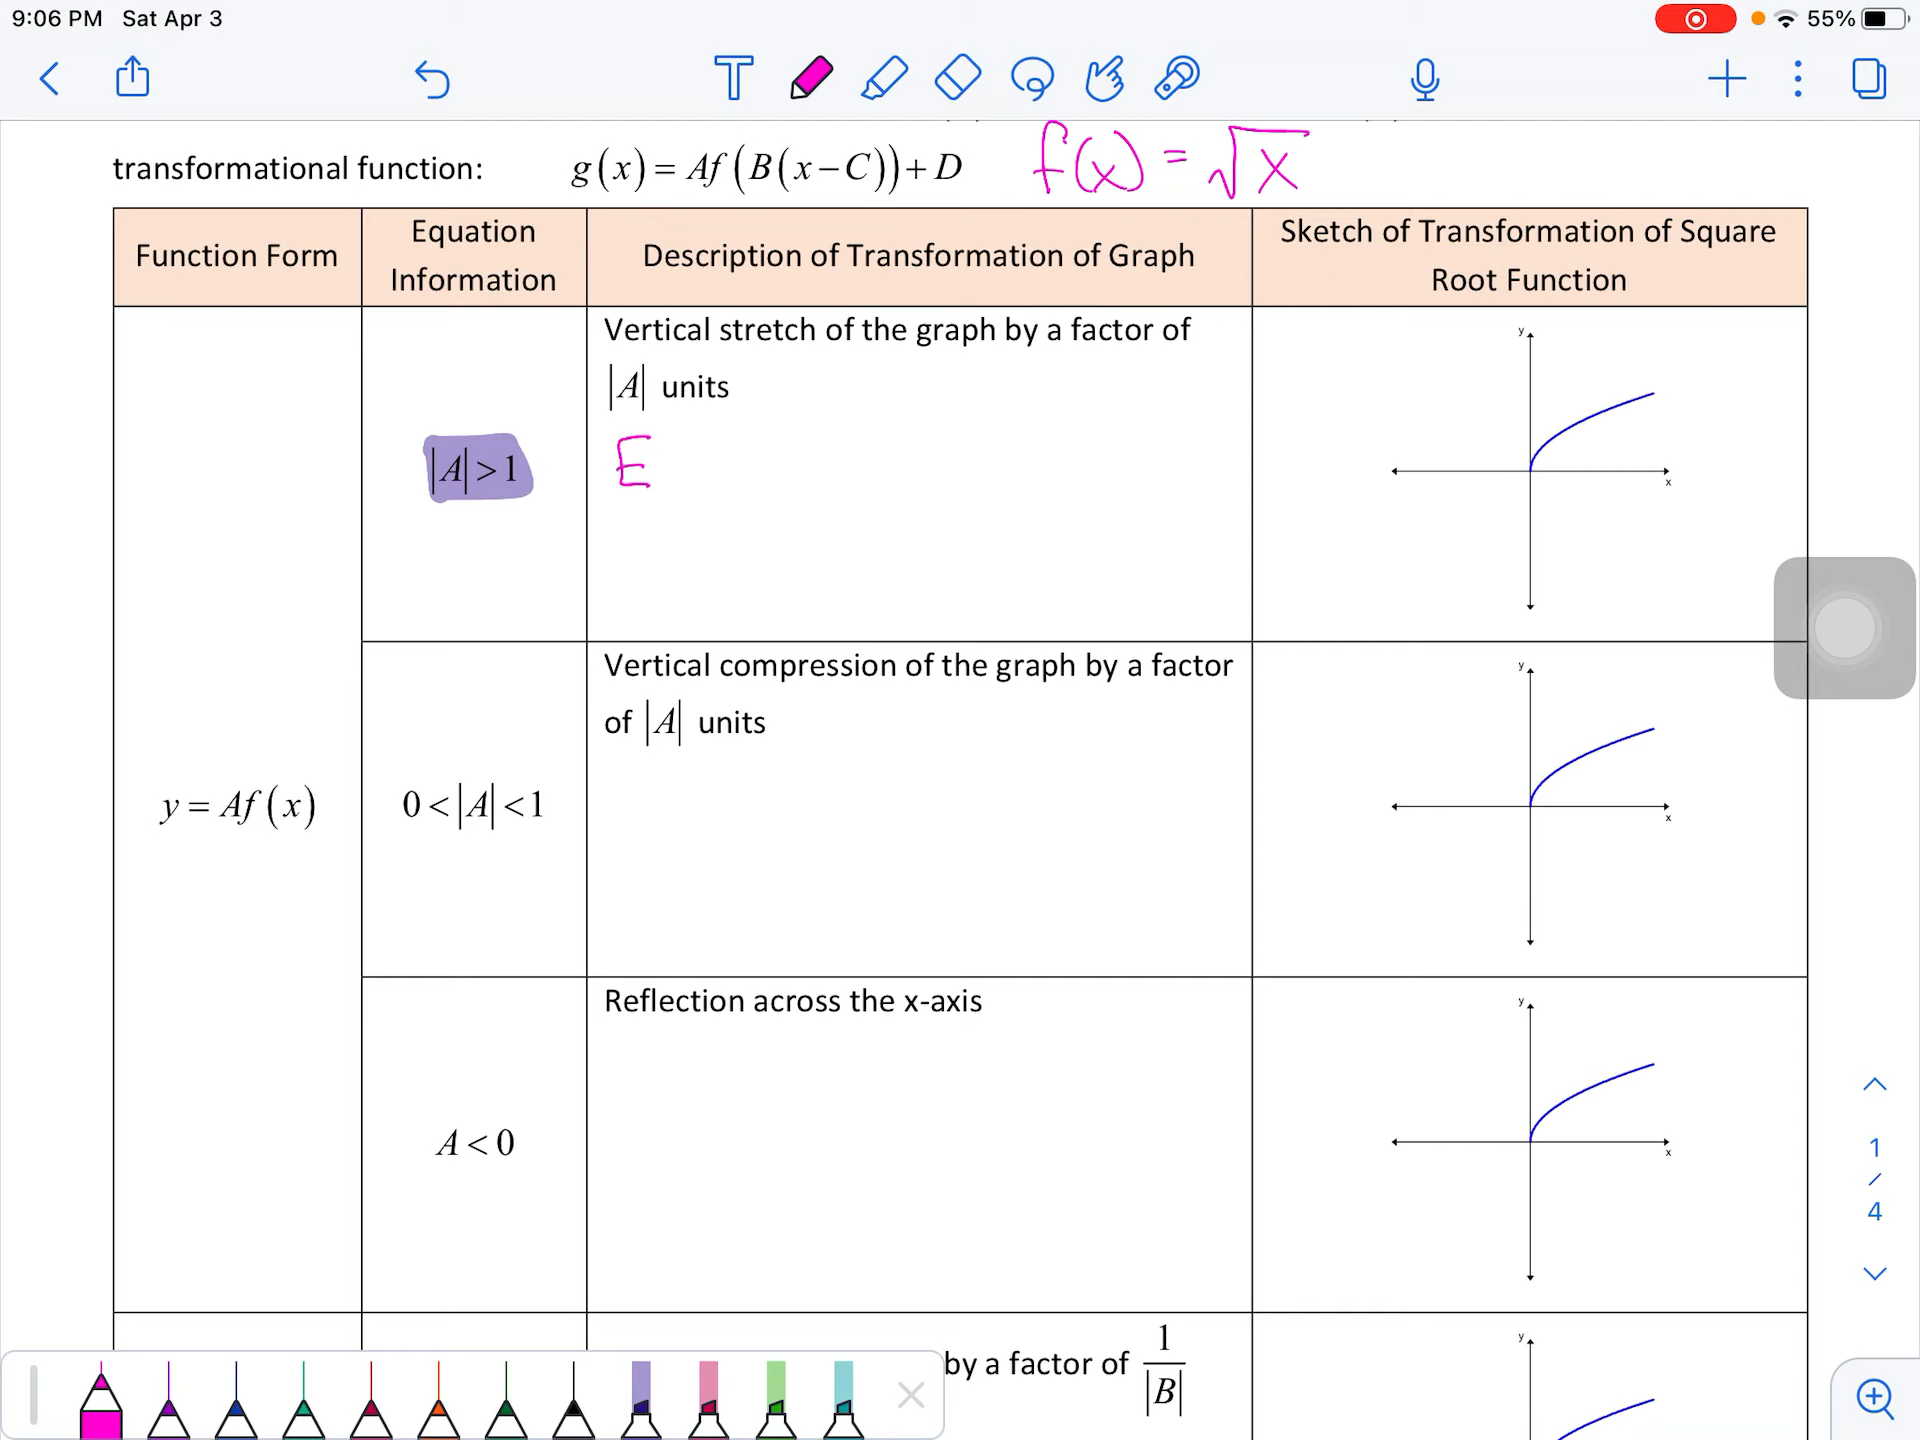 9:06 PM Sat Apr 3
55%
T
transformational function: g(x) = Af(B(x−C))+D f(x) = √x
Function Form
Equation
Information
Description of Transformation of Graph
Sketch of Transformation of Square
Root Function
y = Af(x)
|A| > 1
Vertical stretch of the graph by a factor of
|A| units
E
y
x
0 < |A| < 1
Vertical compression of the graph by a factor
of |A| units
y
x
A < 0
Reflection across the x-axis
y
x
by a factor of 1/|B|
y
1
/
4